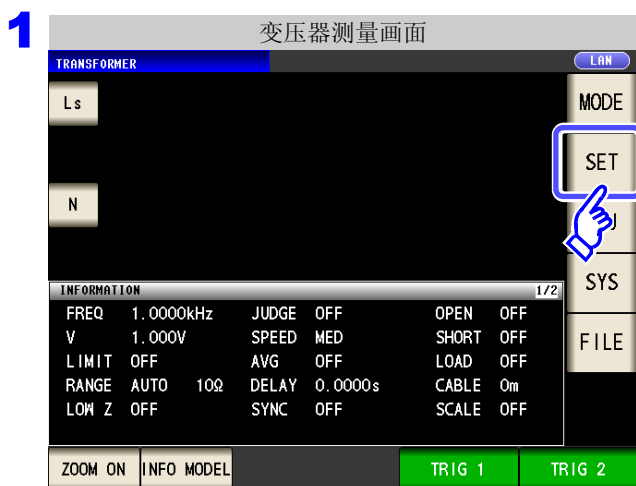 1
变压器测量画面
TRANSFORMER
LAN
Ls
MODE
SET
N
SYS
INFORMATION 1/2
FREQ 1.0000kHz JUDGE OFF OPEN OFF
V 1.000V SPEED MED SHORT OFF
LIMIT OFF AVG OFF LOAD OFF
RANGE AUTO 10Ω DELAY 0.0000s CABLE 0m
LOW Z OFF SYNC OFF SCALE OFF
FILE
ZOOM ON INFO MODEL TRIG 1 TRIG 2